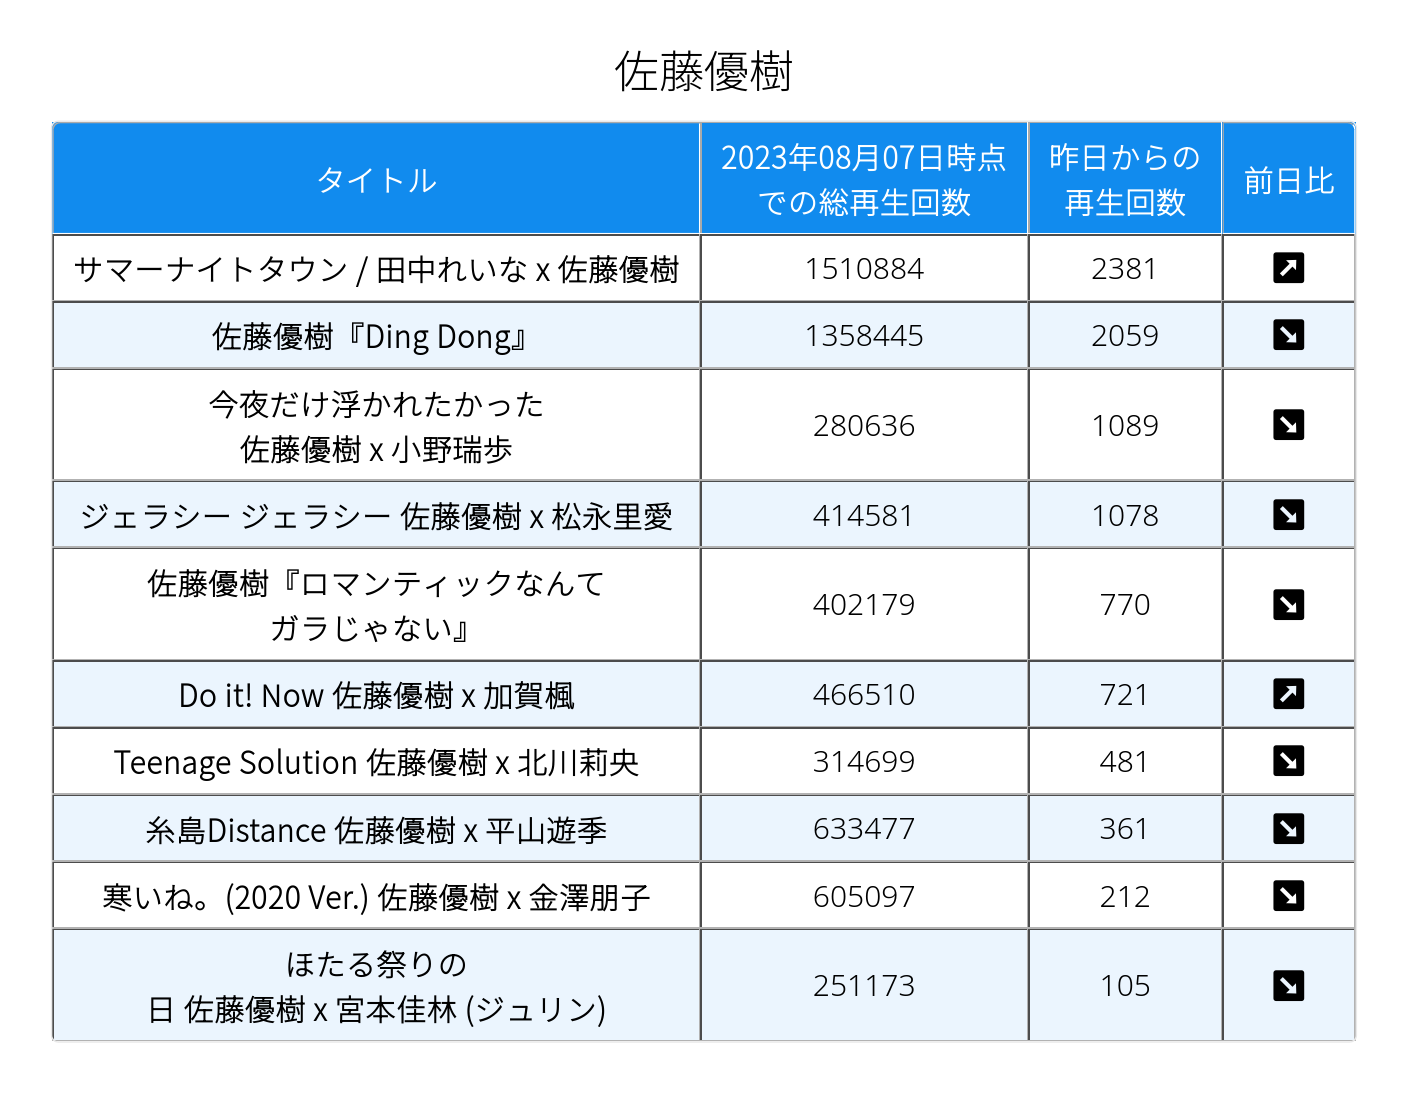 佐藤優樹
タイトル
2023年08月07日時点
での総再生回数
昨日からの
再生回数
前日比
サマーナイトタウン / 田中れいな x 佐藤優樹
1510884
2381
佐藤優樹『Ding Dong』
1358445
2059
今夜だけ浮かれたかった
佐藤優樹 x 小野瑞歩
280636
1089
ジェラシー ジェラシー 佐藤優樹 x 松永里愛
414581
1078
佐藤優樹『ロマンティックなんて
ガラじゃない』
402179
770
Do it! Now 佐藤優樹 x 加賀楓
466510
721
Teenage Solution 佐藤優樹 x 北川莉央
314699
481
糸島Distance 佐藤優樹 x 平山遊季
633477
361
寒いね。(2020 Ver.) 佐藤優樹 x 金澤朋子
605097
212
ほたる祭りの
日 佐藤優樹 x 宮本佳林 (ジュリン)
251173
105